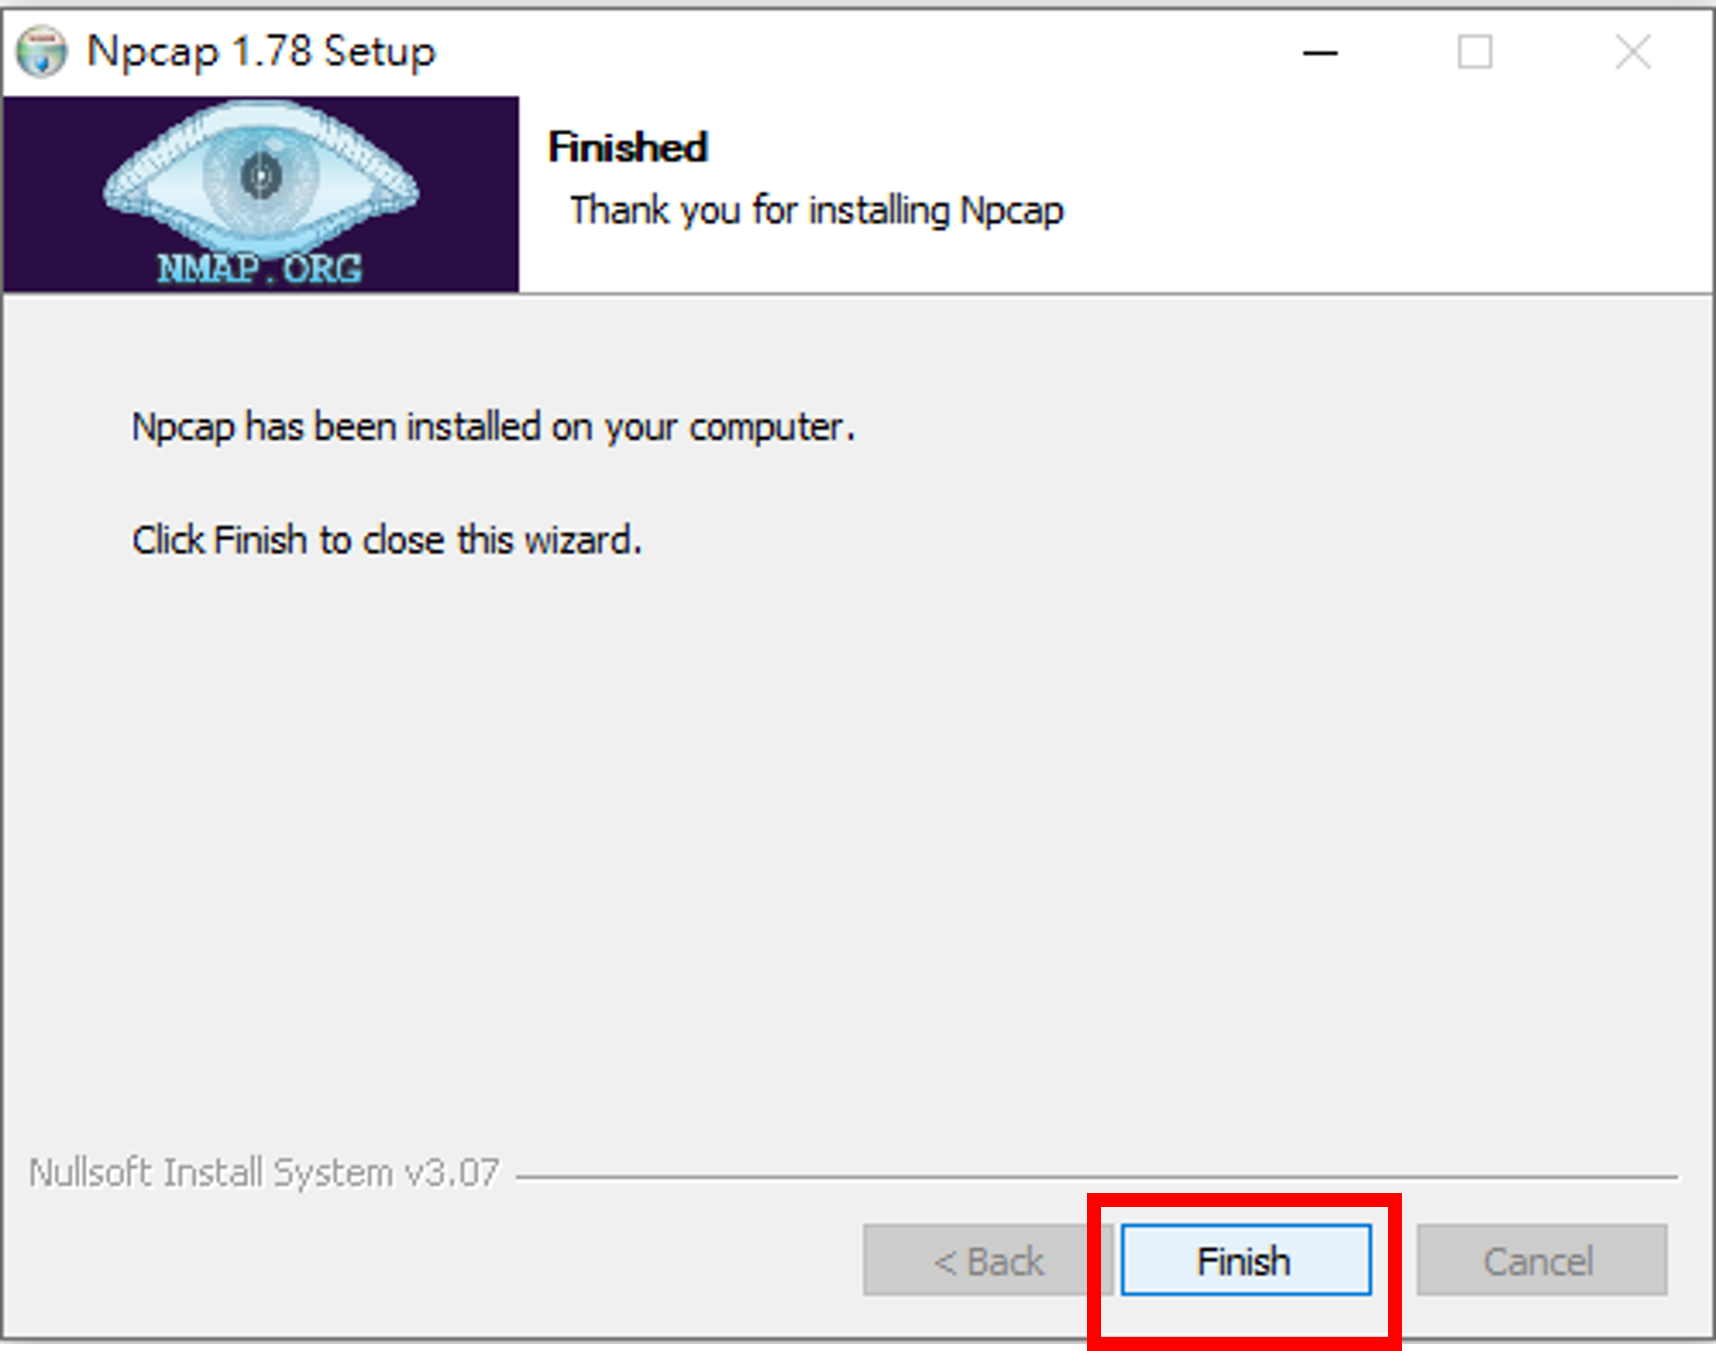 Npcap 1.78 Setup
NMAP.ORG
Finished
Thank you for installing Npcap
Npcap has been installed on your computer.
Click Finish to close this wizard.
Nullsoft Install System v3.07
< Back
Finish
Cancel